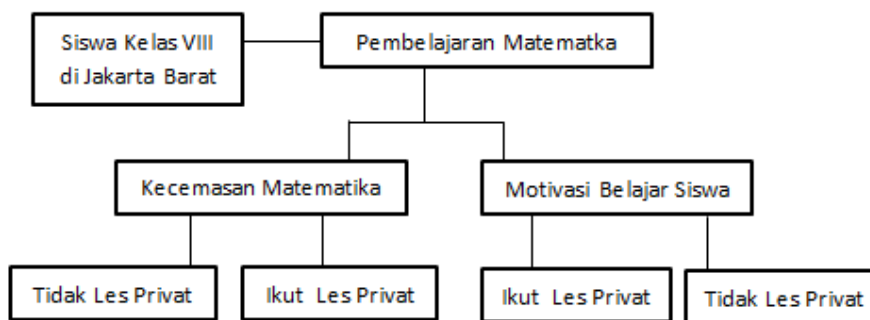 Siswa Kelas VIII
di Jakarta Barat
Pembelajaran Matematka
Kecemasan Matematika
Motivasi Belajar Siswa
Tidak Les Privat
Ikut Les Privat
Ikut Les Privat
Tidak Les Privat